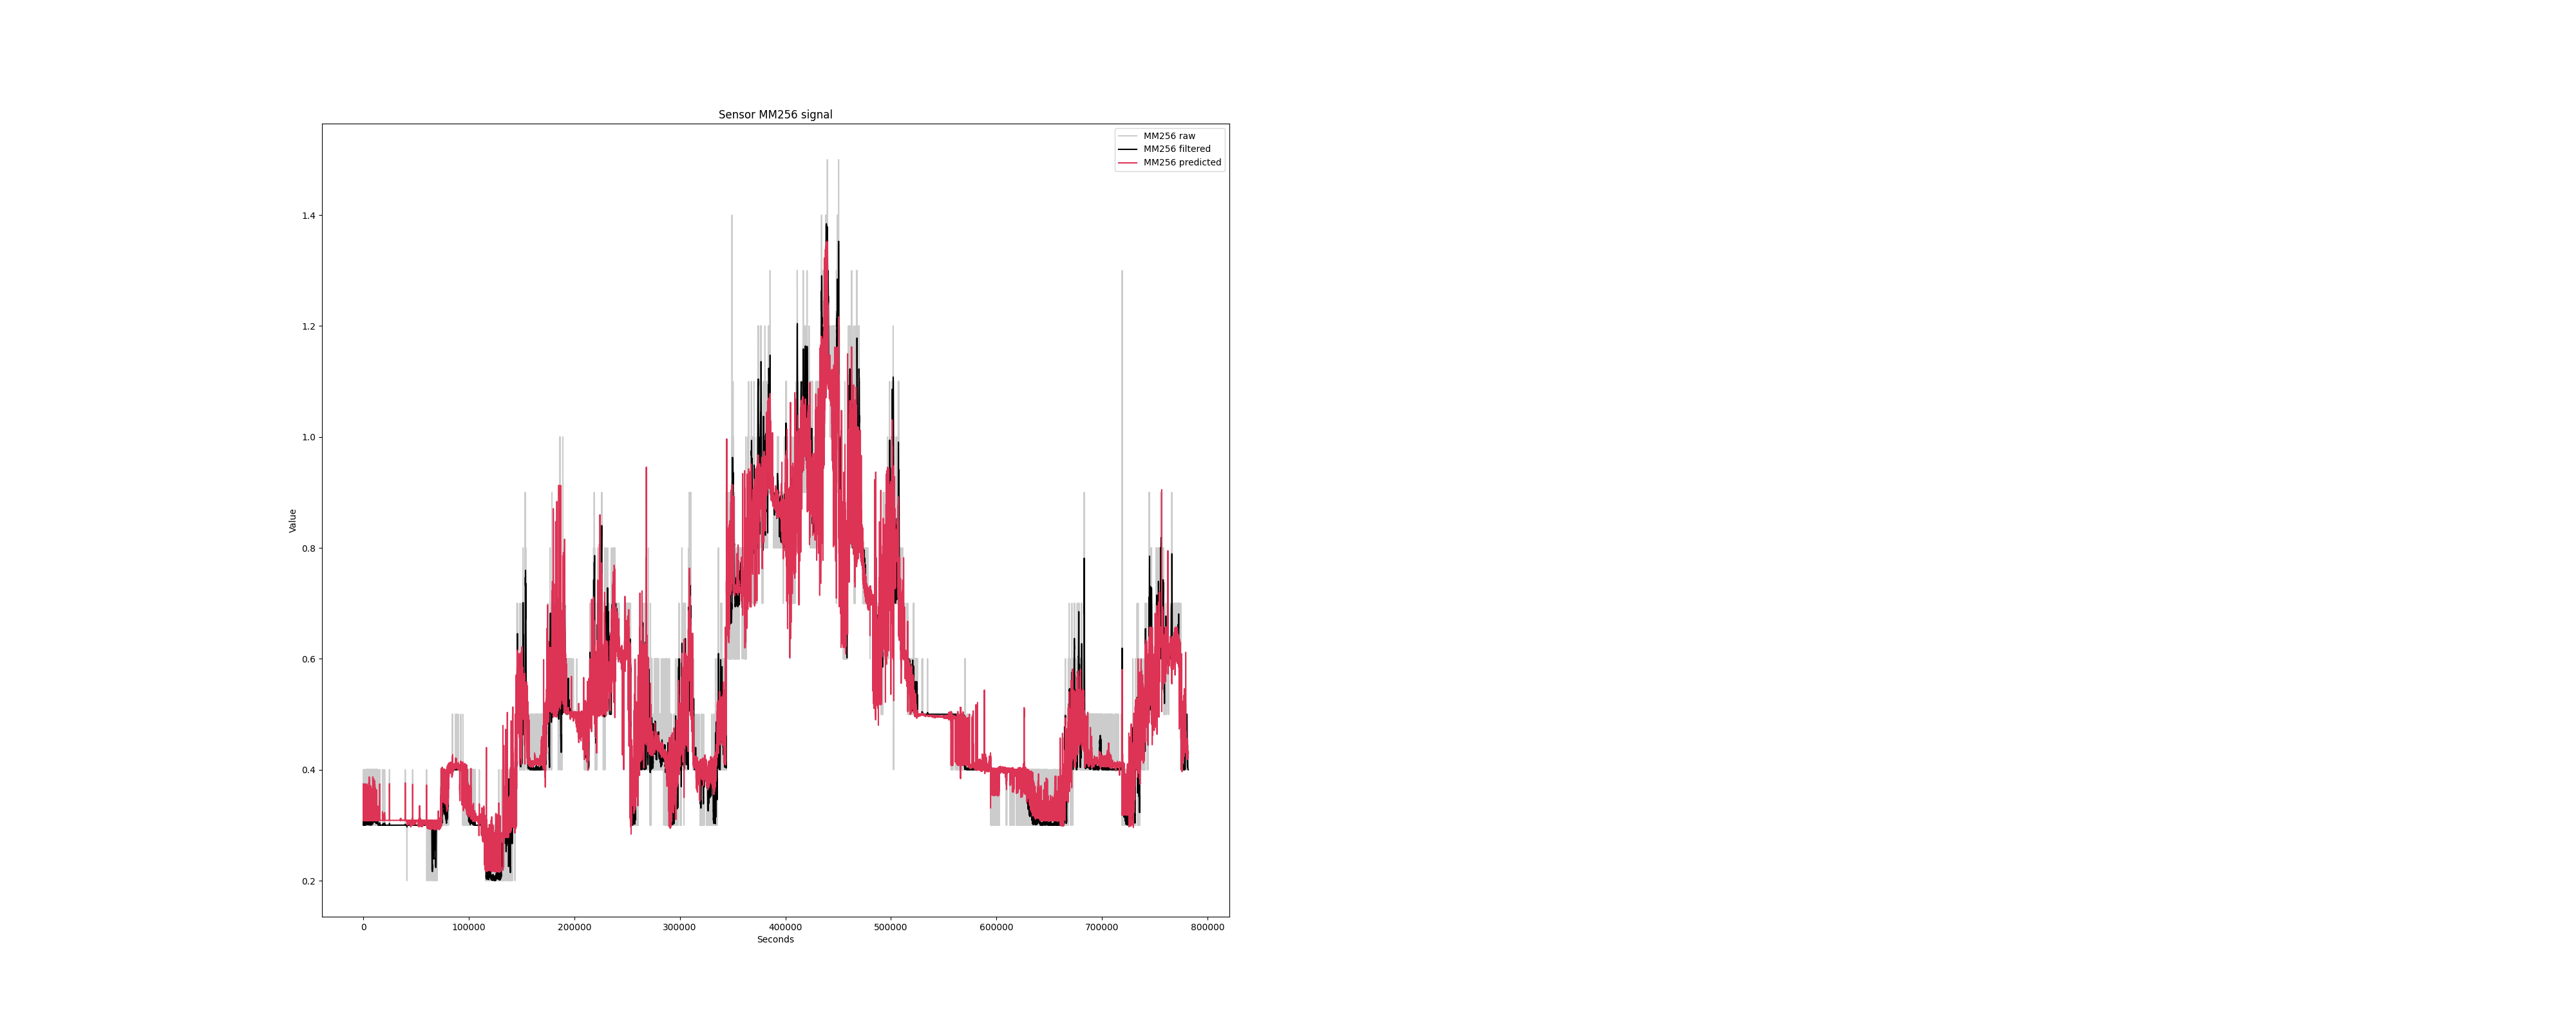 Sensor MM256 signal
MM256 raw
MM256 filtered
MM256 predicted
1.4
1.2
1.0
0.8
0.6
0.4
0.2
Value
0 100000 200000 300000 400000 500000 600000 700000 800000
Seconds